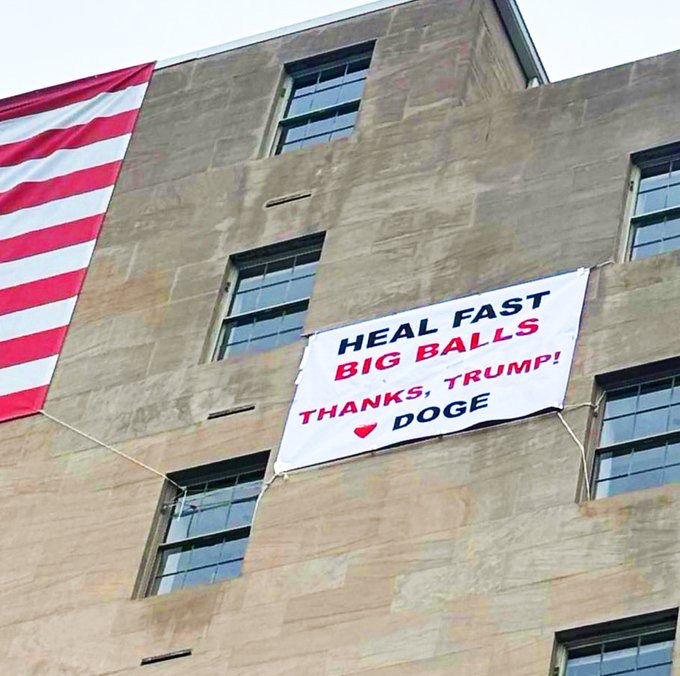 HEAL FAST
BIG BALLS
THANKS, TRUMP!
❤ DOGE